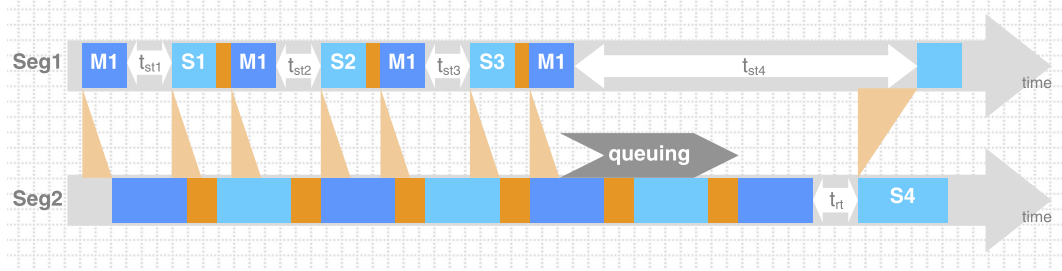 Seg1 M1 tst1 S1 M1 tst2 S2 M1 tst3 S3 M1 tst4
time
queuing
Seg2 trt S4
time